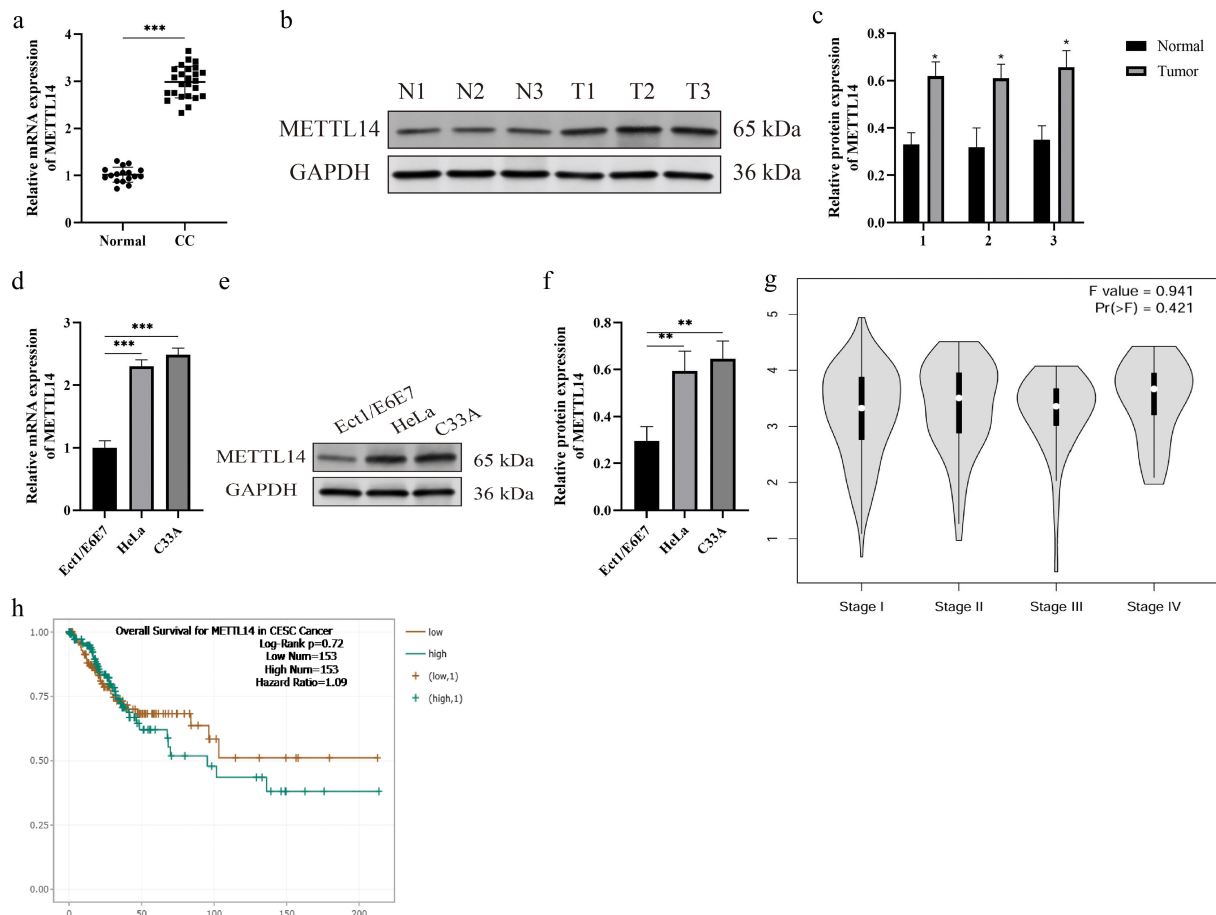 a
***
Relative mRNA expression
of METTL14
4
3
2
1
0
Normal CC
b
N1 N2 N3 T1 T2 T3
METTL14 65 kDa
GAPDH 36 kDa
c
Relative protein expression
of METTL14
0.8
0.6
0.4
0.2
0.0
* * *
1 2 3
Normal
Tumor
d
Relative mRNA expression
of METTL14
3
2
1
0
***
***
Ect1/E6E7 HeLa C33A
e
Ect1/E6E7 HeLa C33A
METTL14 65 kDa
GAPDH 36 kDa
f
Relative protein expression
of METTL14
0.8
0.6
0.4
0.2
0.0
**
**
Ect1/E6E7 HeLa C33A
g
F value = 0.941
Pr(>F) = 0.421
5
4
3
2
1
Stage I Stage II Stage III Stage IV
h
Overall Survival for METTL14 in CESC Cancer
Log-Rank p=0.72
Low Num=153
High Num=153
Hazard Ratio=1.09
1.00
0.75
0.50
0.25
0.00
0 50 100 150 200
low
high
(low,1)
(high,1)